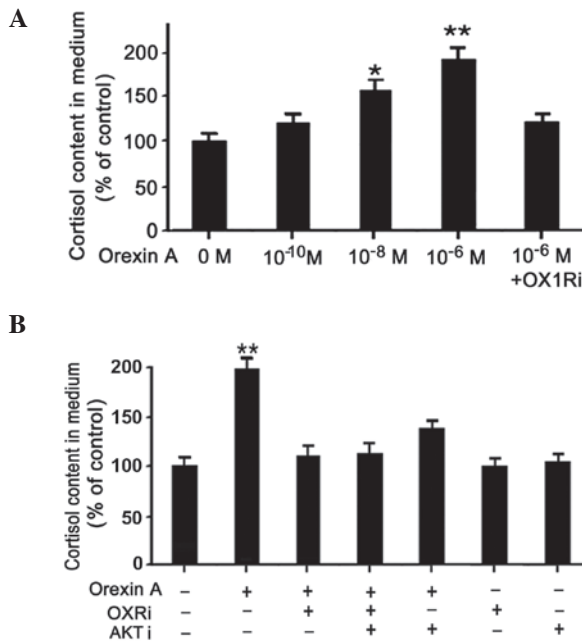 A
Cortisol content in medium
(% of control)
200
150
100
50
0
*
**
Orexin A 0 M 10⁻¹⁰M 10⁻⁸ M 10⁻⁶ M 10⁻⁶
+OX1Ri
B
Cortisol content in medium
(% of control)
200
150
100
50
0
**
Orexin A – + + + + – –
OXRi – – + + – + –
AKT i – – – + + – +